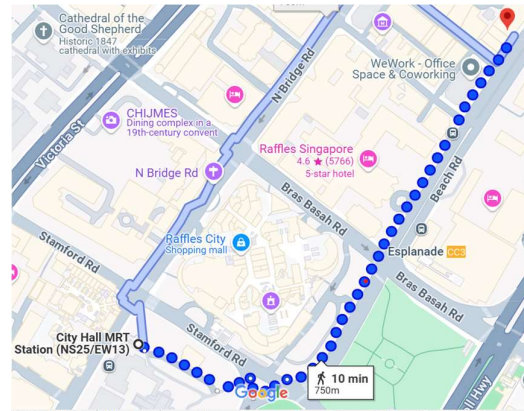 Cathedral of the
Good Shepherd
Historic 1847
cathedral with exhibits
WeWork - Office
Space & Coworking
N Bridge Rd
CHIJMES
Dining complex in a
19th-century convent
Victoria St
Raffles Singapore
4.6 ★ (5766)
5-star hotel
Beach Rd
N Bridge Rd
Bras Basah Rd
Raffles City
Shopping mall
Stamford Rd
Esplanade CC3
Bras Basah Rd
City Hall MRT
Station (NS25/EW13)
Stamford Rd
10 min
750m
Google